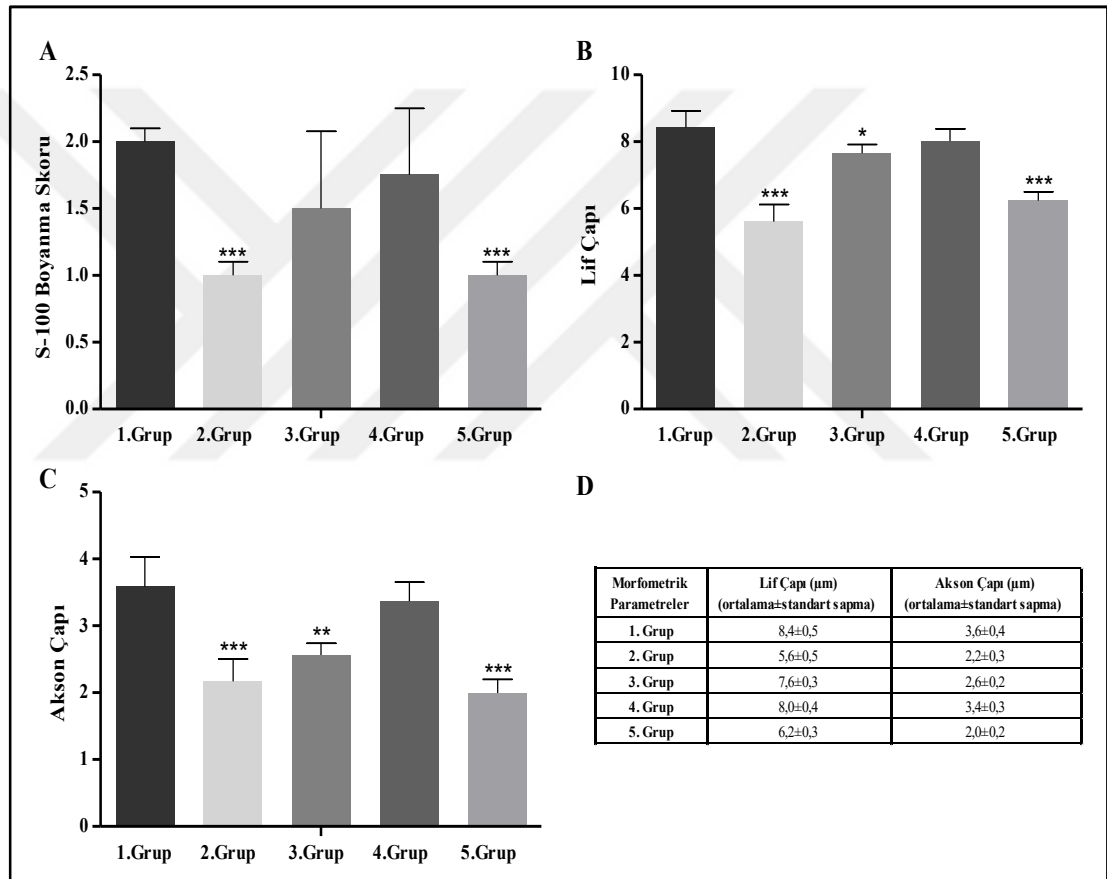 A
S-100 Boyanma Skoru
2.5
2.0
1.5
1.0
0.5
0.0
***
***
1.Grup 2.Grup 3.Grup 4.Grup 5.Grup
B
Lif Çapı
10
8
6
4
2
0
***
*
***
1.Grup 2.Grup 3.Grup 4.Grup 5.Grup
C
Akson Çapı
5
4
3
2
1
0
***
**
***
1.Grup 2.Grup 3.Grup 4.Grup 5.Grup
D
Morfometrik Parametreler Lif Çapı (µm) (ortalama±standart sapma) Akson Çapı (µm) (ortalama±standart sapma)
1. Grup 8,4±0,5 3,6±0,4
2. Grup 5,6±0,5 2,2±0,3
3. Grup 7,6±0,3 2,6±0,2
4. Grup 8,0±0,4 3,4±0,3
5. Grup 6,2±0,3 2,0±0,2